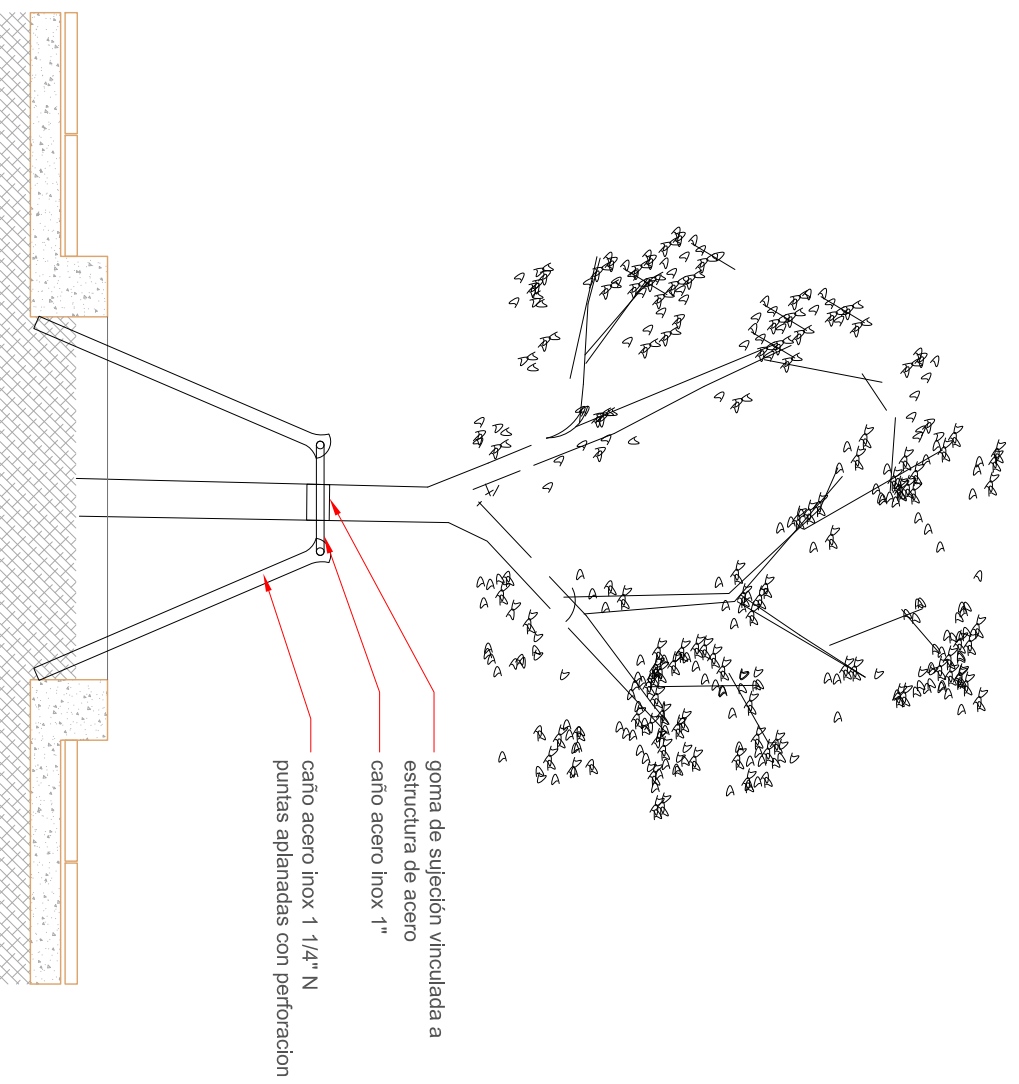 goma de sujeción vinculada a
estructura de acero
caño acero inox 1"
caño acero inox 1 1/4" N
puntas aplanadas con perforacion